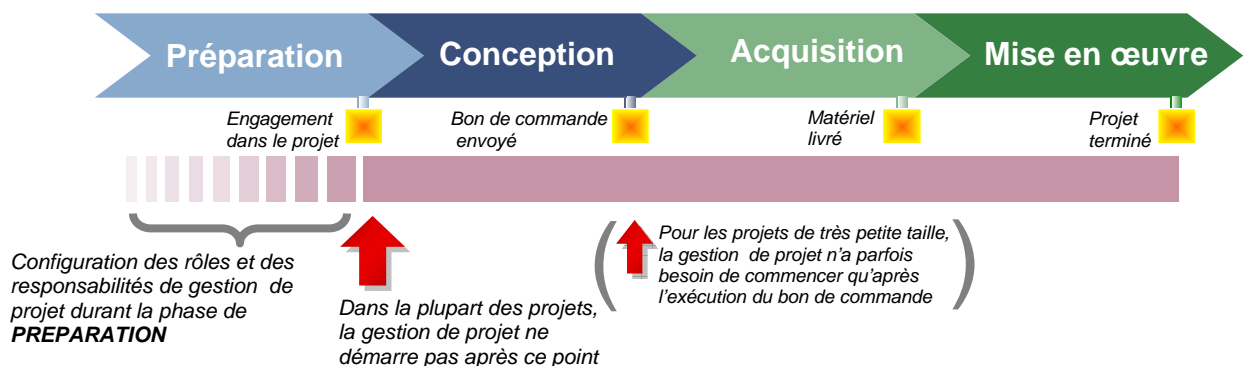 Préparation
Conception
Acquisition
Mise en œuvre
Engagement
dans le projet
Bon de commande
envoyé
Matériel
livré
Projet
terminé
Configuration des rôles et des
responsabilités de gestion de
projet durant la phase de
PREPARATION
Dans la plupart des projets,
la gestion de projet ne
démarre pas après ce point
Pour les projets de très petite taille,
la gestion de projet n'a parfois
besoin de commencer qu'après
l'exécution du bon de commande